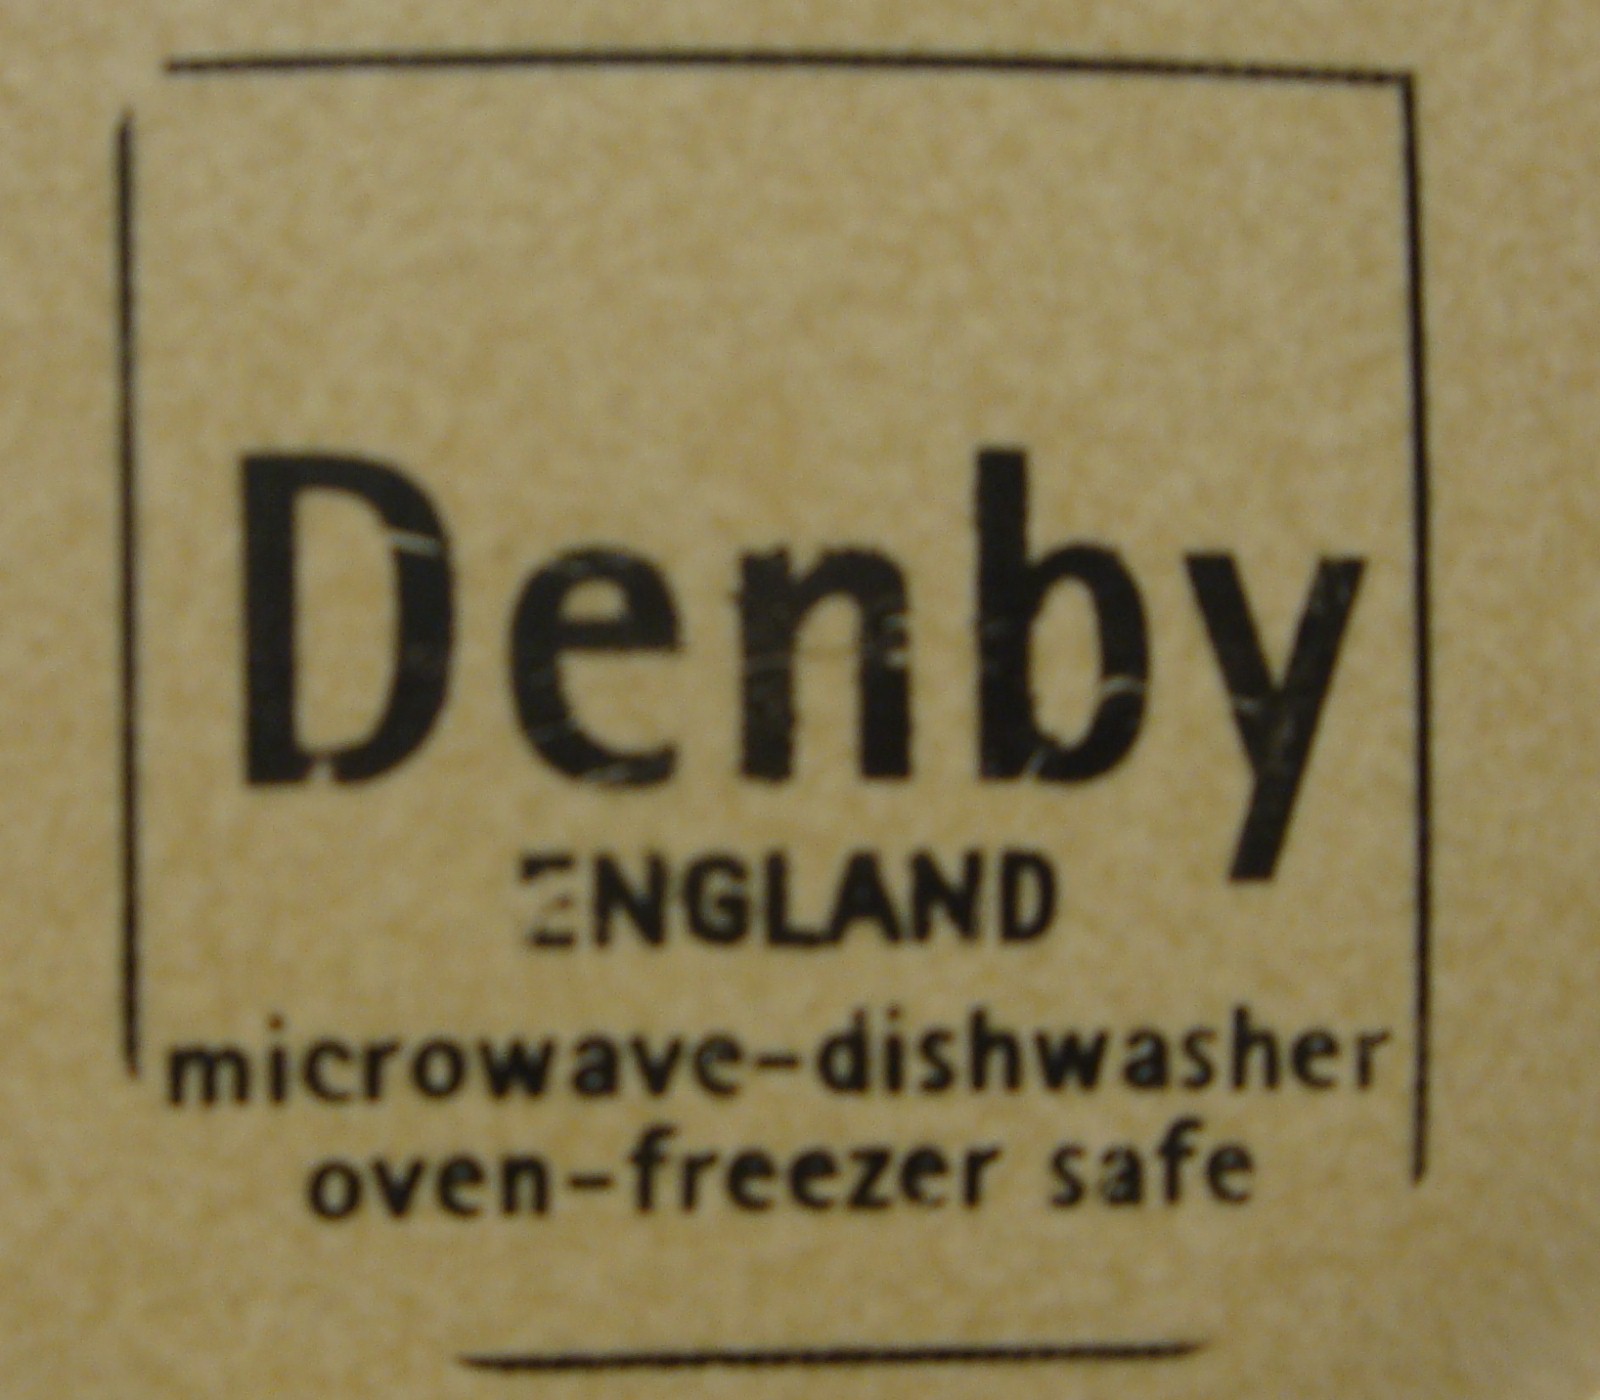 Denby
ENGLAND
microwave-dishwasher
oven-freezer safe